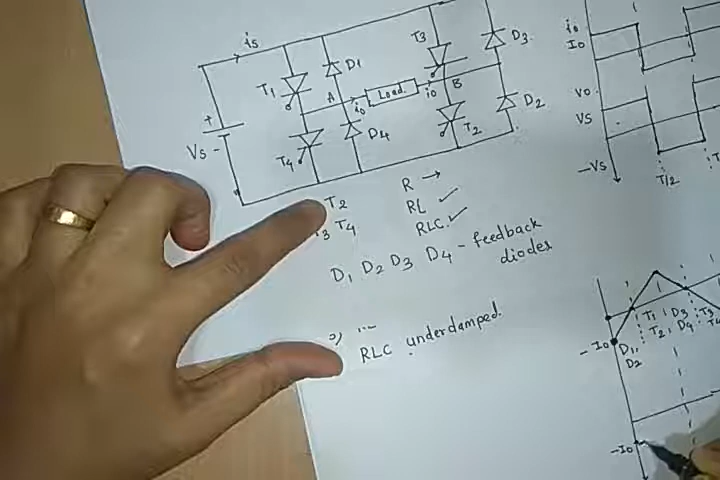 is
T1
D1
T3
D3
+
Vs -
A
io
Load
io
B
T4
D4
T2
D2
R →
RL ✓
RLC ✓
T2
3 T4
D1 D2 D3 D4 - feedback
diodes
RLC underdamped.
io
Io
Vo
Vs
-Vs
T/2
-Io
D1,
D2
T1
T2
D3
D4
T3
T4
-Io